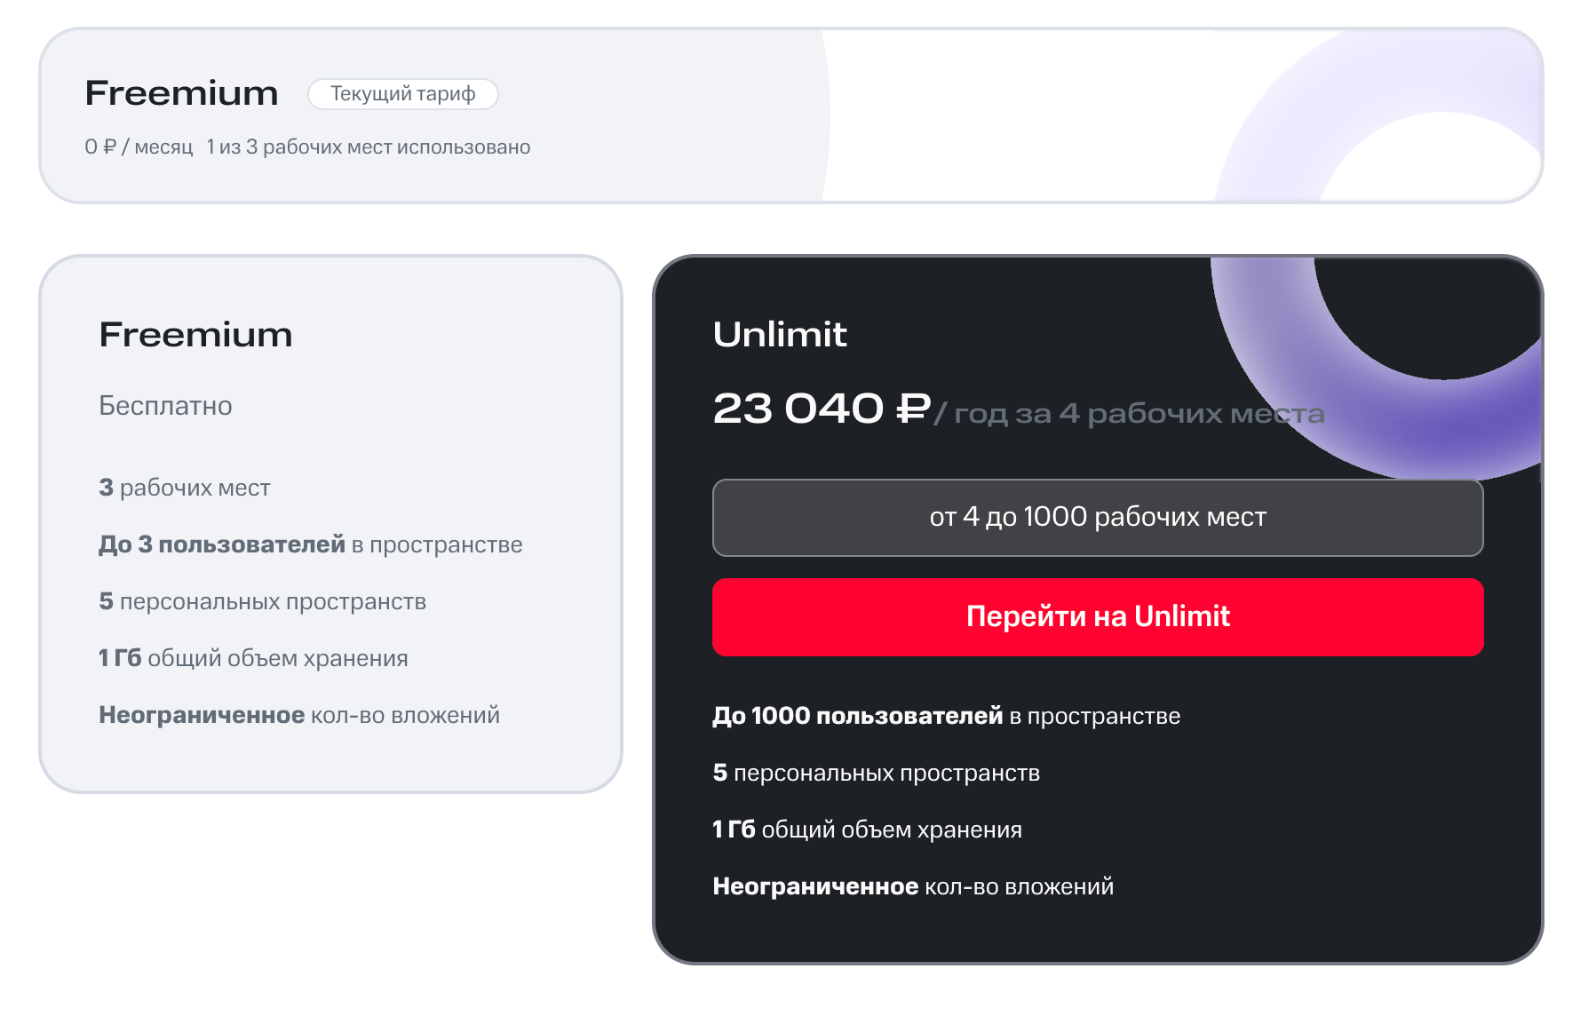 Freemium
Текущий тариф
0 ₽ / месяц 1 из 3 рабочих мест использовано
Freemium
Бесплатно
3 рабочих мест
До 3 пользователей в пространстве
5 персональных пространств
1 Гб общий объем хранения
Неограниченное кол-во вложений
Unlimit
23 040 ₽/ год за 4 рабочих места
от 4 до 1000 рабочих мест
Перейти на Unlimit
До 1000 пользователей в пространстве
5 персональных пространств
1 Гб общий объем хранения
Неограниченное кол-во вложений